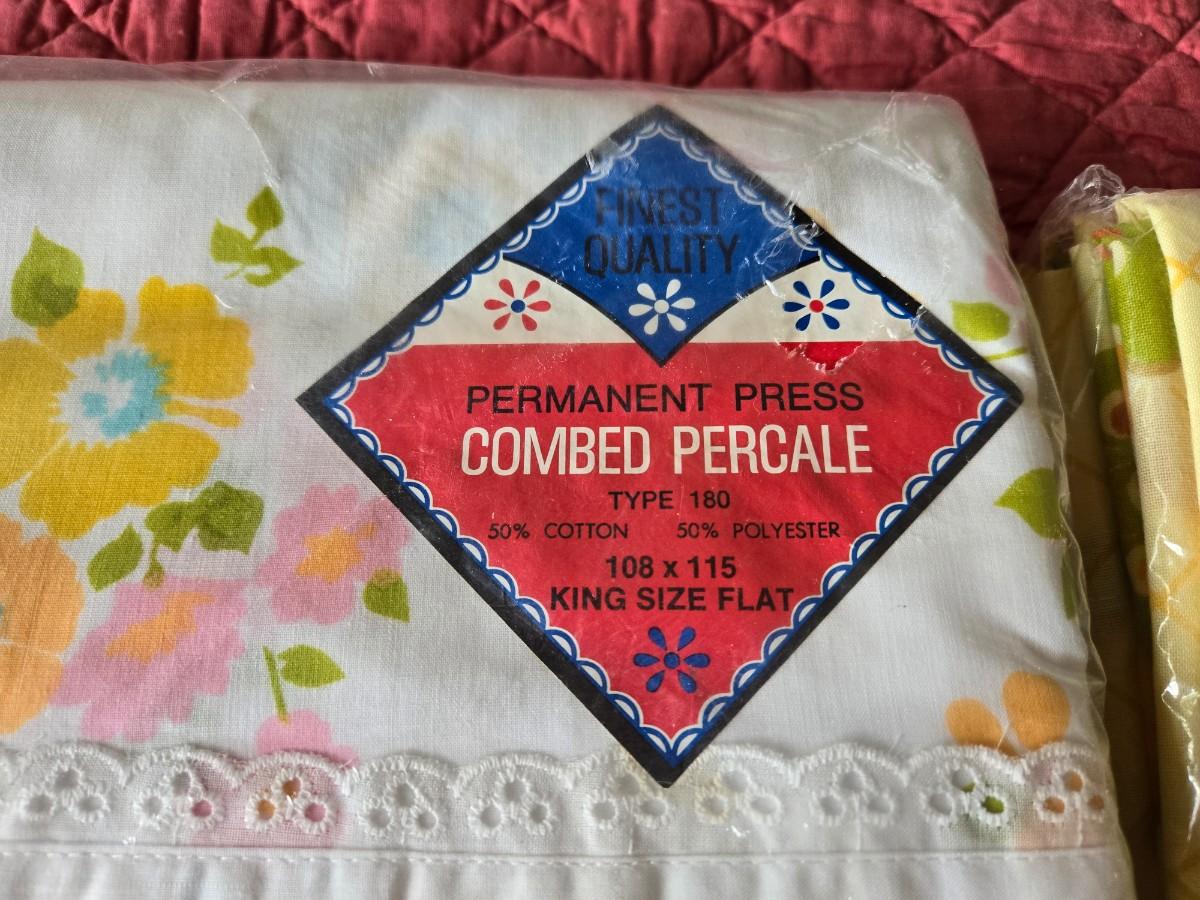 FINEST
QUALITY
PERMANENT PRESS
COMBED PERCALE
TYPE 180
50% COTTON 50% POLYESTER
108 x 115
KING SIZE FLAT